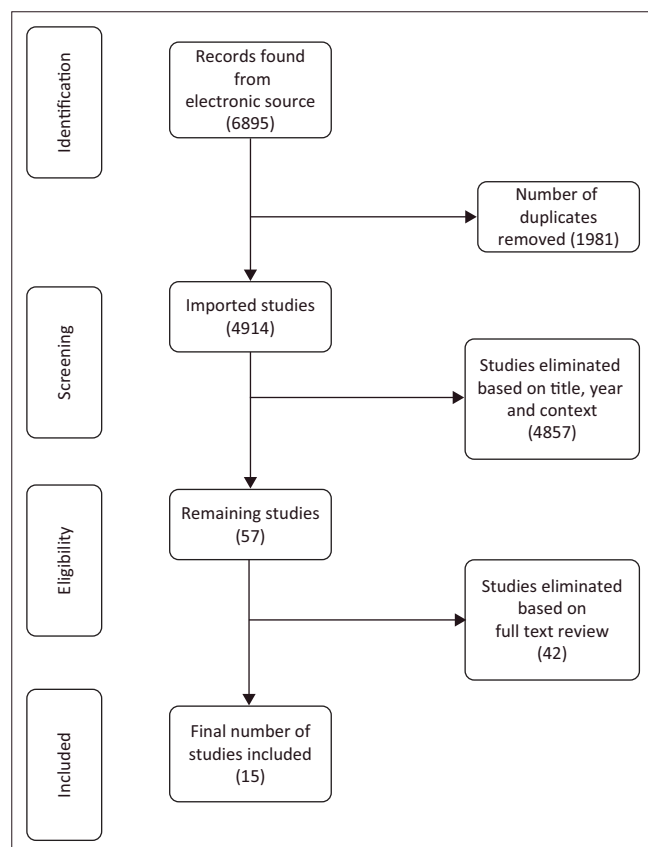 Identification
Records found
from
electronic source
(6895)
Number of
duplicates
removed (1981)
Screening
Imported studies
(4914)
Studies eliminated
based on title, year
and context
(4857)
Eligibility
Remaining studies
(57)
Studies eliminated
based on
full text review
(42)
Included
Final number of
studies included
(15)